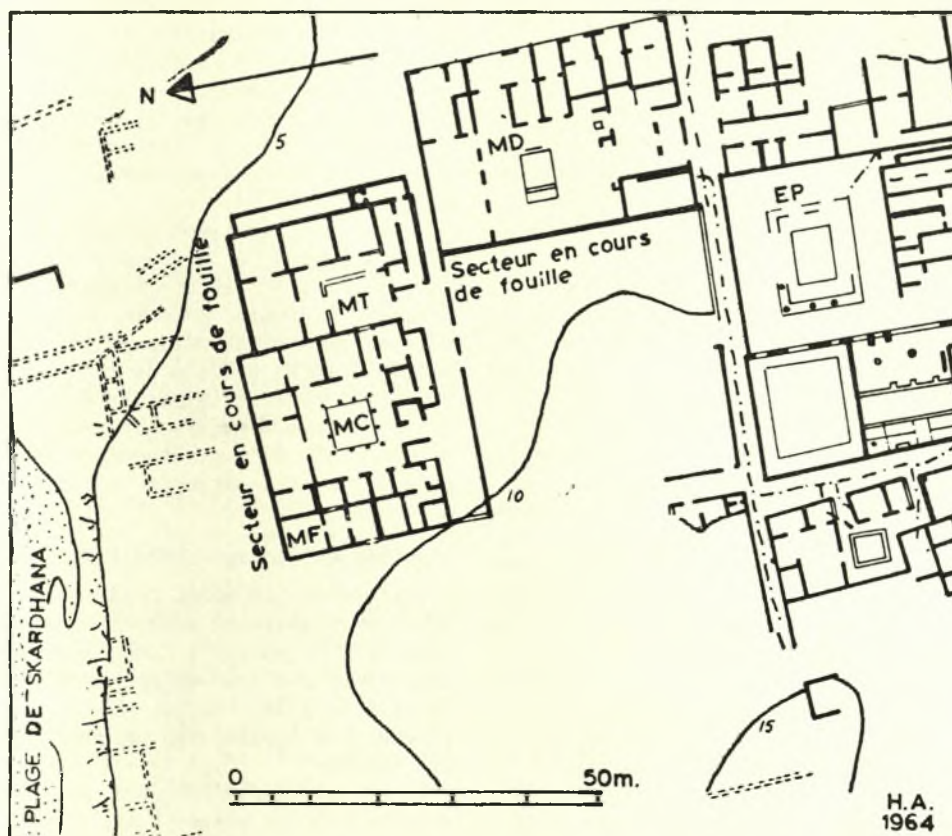 N
5
MD
EP
Secteur en cours
de fouille
MT
Secteur en cours de fouille
MC
10
MF
PLAGE DE SKARDHANA
15
0 50m.
H.A.
1964